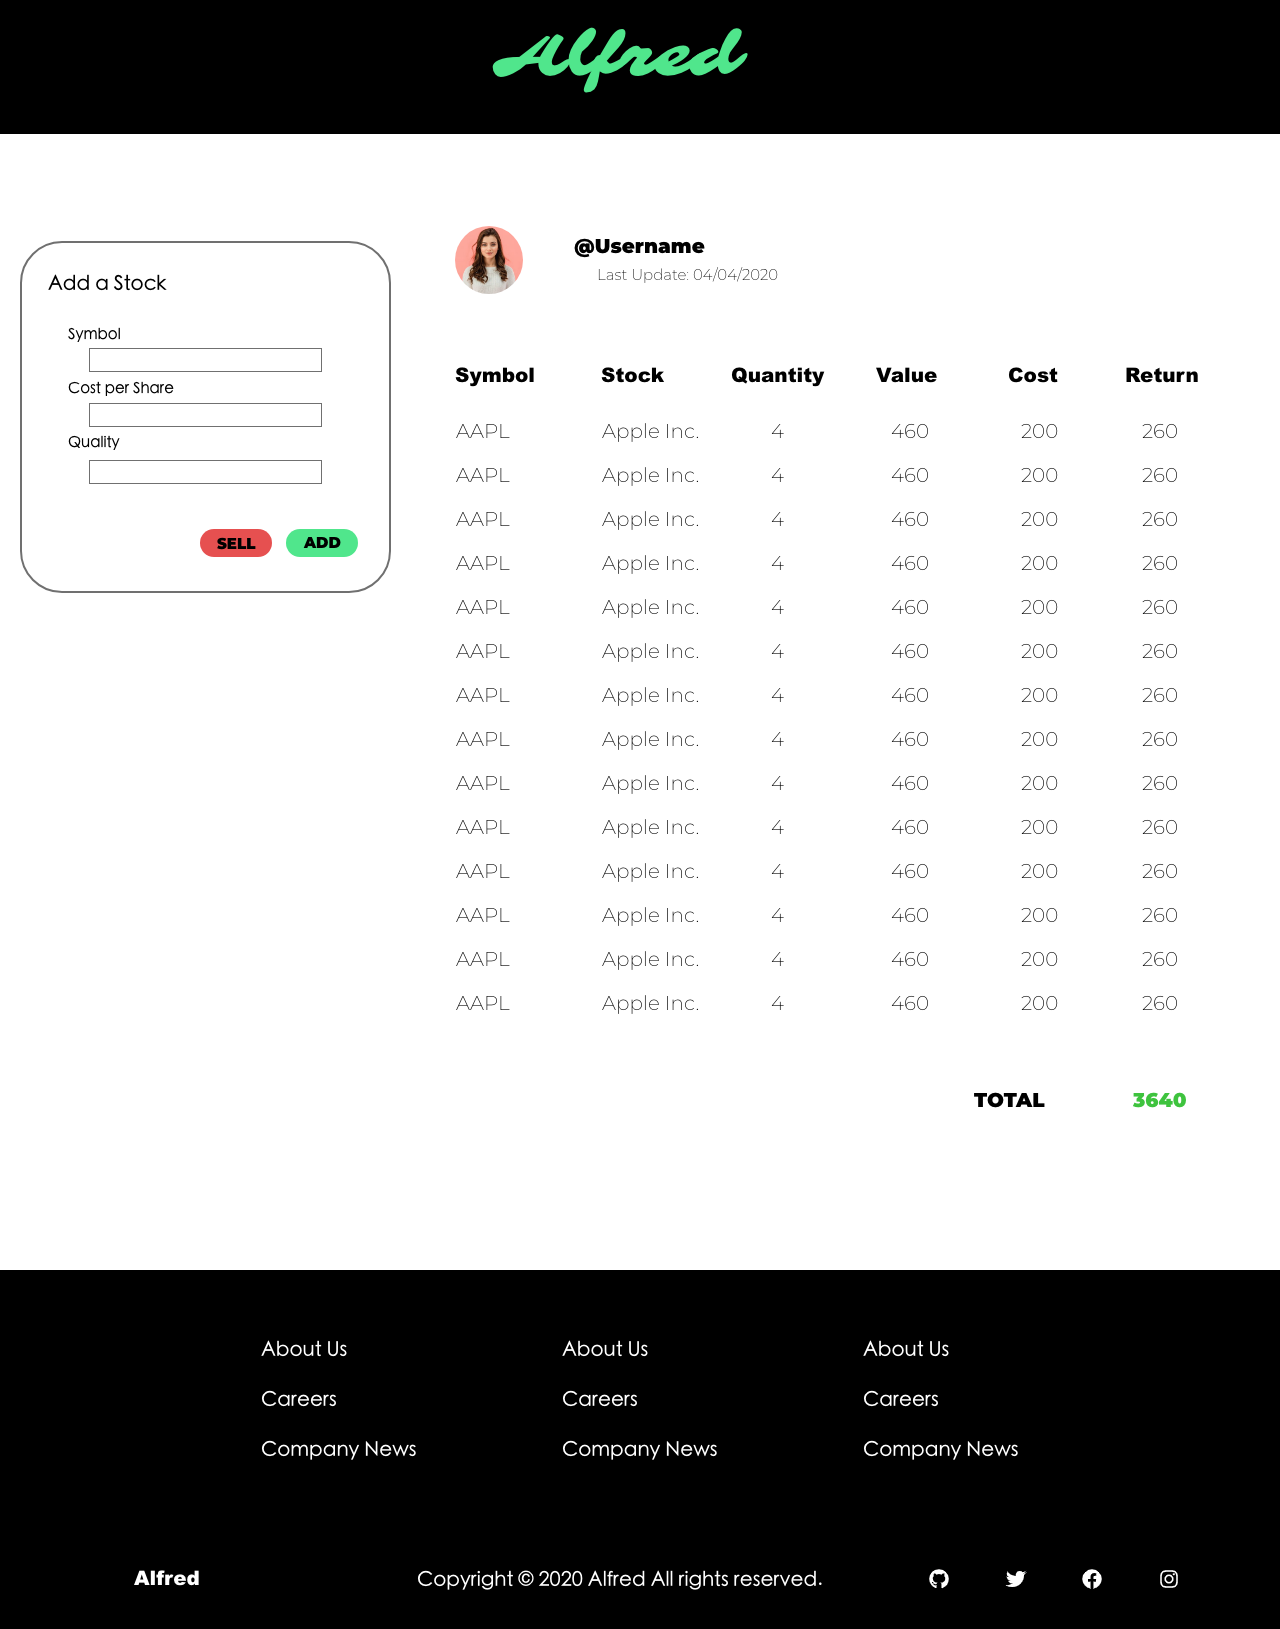 Alfred
Add a Stock
Symbol
Cost per Share
Quality
SELL ADD
@Username
Last Update: 04/04/2020
Symbol Stock Quantity Value Cost Return
AAPL Apple Inc. 4 460 200 260
AAPL Apple Inc. 4 460 200 260
AAPL Apple Inc. 4 460 200 260
AAPL Apple Inc. 4 460 200 260
AAPL Apple Inc. 4 460 200 260
AAPL Apple Inc. 4 460 200 260
AAPL Apple Inc. 4 460 200 260
AAPL Apple Inc. 4 460 200 260
AAPL Apple Inc. 4 460 200 260
AAPL Apple Inc. 4 460 200 260
AAPL Apple Inc. 4 460 200 260
AAPL Apple Inc. 4 460 200 260
AAPL Apple Inc. 4 460 200 260
AAPL Apple Inc. 4 460 200 260
TOTAL 3640
About Us About Us About Us
Careers Careers Careers
Company News Company News Company News
Alfred Copyright © 2020 Alfred All rights reserved.